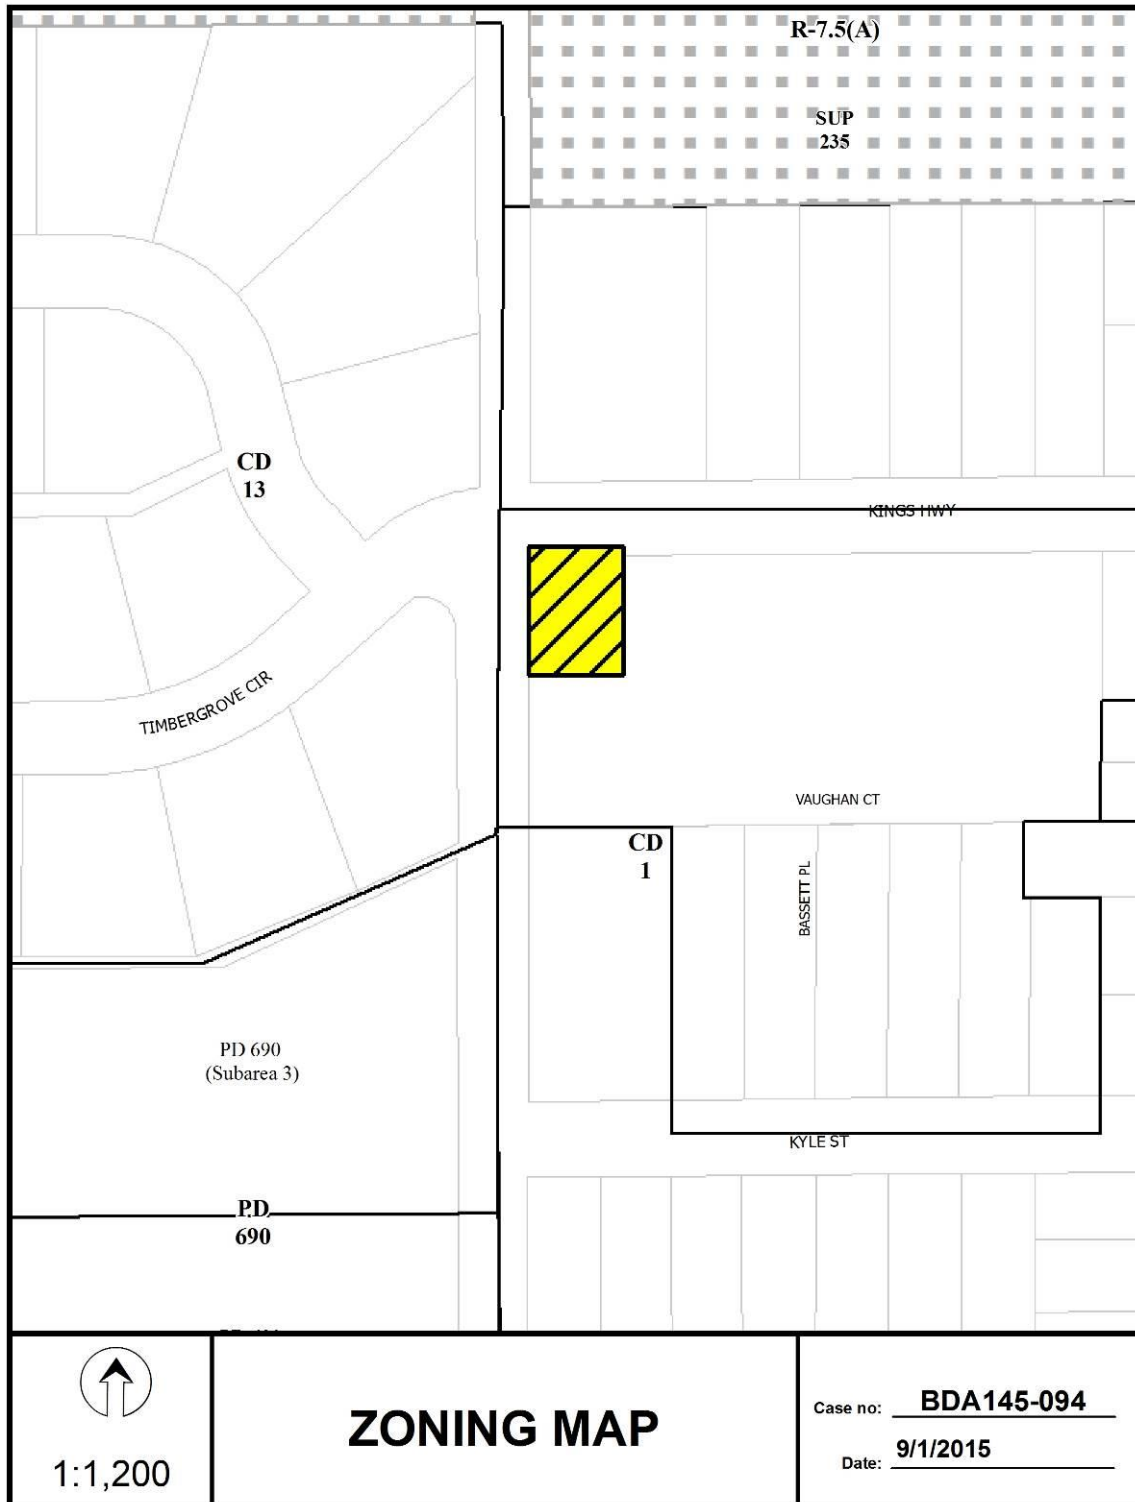 R-7.5(A)
SUP
235
CD
13
KINGS HWY
TIMBERGROVE CIR
VAUGHAN CT
CD
1
BASSETT PL
PD 690
(Subarea 3)
KYLE ST
PD
690
1:1,200
ZONING MAP
Case no: BDA145-094
Date: 9/1/2015